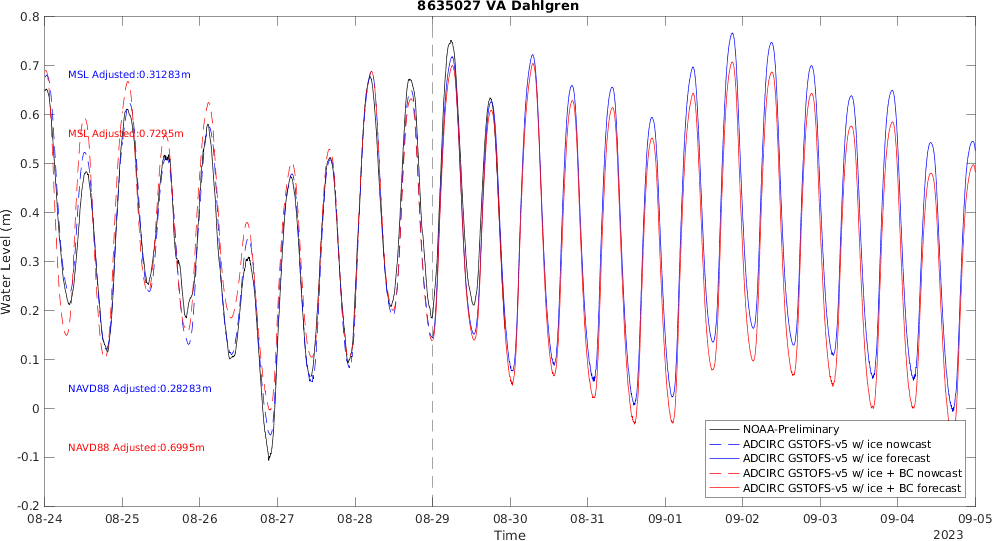 8635027 VA Dahlgren
0.8
0.7
0.6
0.5
0.4
0.3
0.2
0.1
0
-0.1
-0.2
Water Level (m)
MSL Adjusted:0.31283m
MSL Adjusted:0.7295m
NAVD88 Adjusted:0.28283m
NAVD88 Adjusted:0.6995m
NOAA-Preliminary
ADCIRC GSTOFS-v5 w/ ice nowcast
ADCIRC GSTOFS-v5 w/ ice forecast
ADCIRC GSTOFS-v5 w/ ice + BC nowcast
ADCIRC GSTOFS-v5 w/ ice + BC forecast
08-24 08-25 08-26 08-27 08-28 08-29 08-30 08-31 09-01 09-02 09-03 09-04 09-05
Time
2023